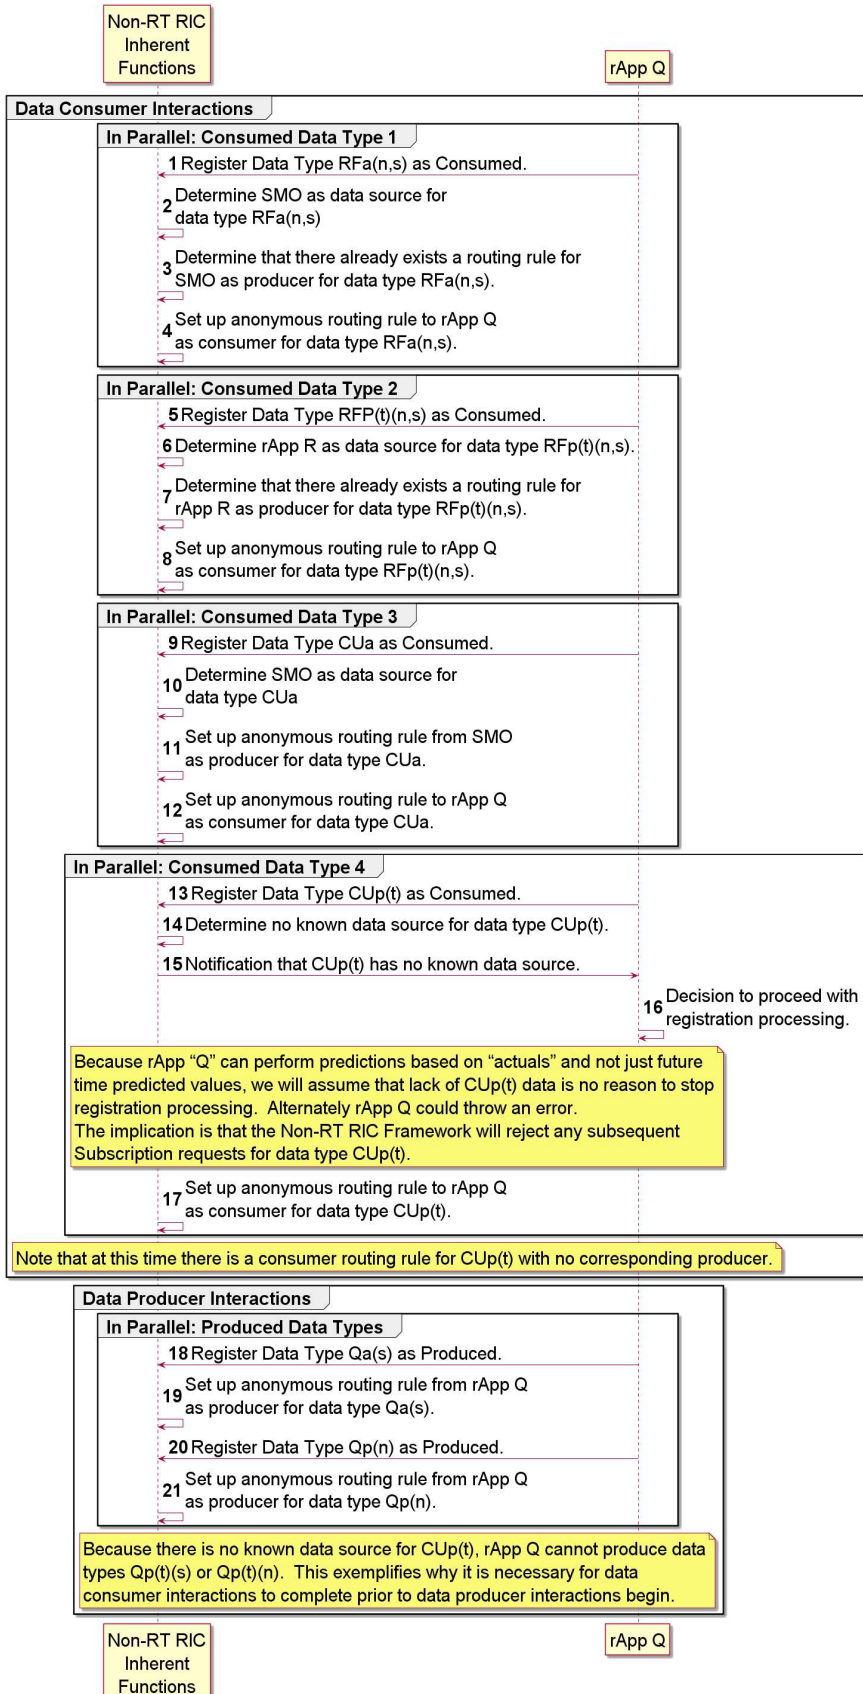 Non-RT RIC
Inherent
Functions
rApp Q
Data Consumer Interactions
In Parallel: Consumed Data Type 1
1 Register Data Type RFa(n,s) as Consumed.
2 Determine SMO as data source for
data type RFa(n,s)
3 Determine that there already exists a routing rule for
SMO as producer for data type RFa(n,s).
4 Set up anonymous routing rule to rApp Q
as consumer for data type RFa(n,s).
In Parallel: Consumed Data Type 2
5 Register Data Type RFP(t)(n,s) as Consumed.
6 Determine rApp R as data source for data type RFp(t)(n,s).
7 Determine that there already exists a routing rule for
rApp R as producer for data type RFp(t)(n,s).
8 Set up anonymous routing rule to rApp Q
as consumer for data type RFp(t)(n,s).
In Parallel: Consumed Data Type 3
9 Register Data Type CUa as Consumed.
10 Determine SMO as data source for
data type CUa
11 Set up anonymous routing rule from SMO
as producer for data type CUa.
12 Set up anonymous routing rule to rApp Q
as consumer for data type CUa.
In Parallel: Consumed Data Type 4
13 Register Data Type CUp(t) as Consumed.
14 Determine no known data source for data type CUp(t).
15 Notification that CUp(t) has no known data source.
16 Decision to proceed with
registration processing.
Because rApp “Q” can perform predictions based on “actuals” and not just future
time predicted values, we will assume that lack of CUp(t) data is no reason to stop
registration processing.  Alternately rApp Q could throw an error.
The implication is that the Non-RT RIC Framework will reject any subsequent
Subscription requests for data type CUp(t).
17 Set up anonymous routing rule to rApp Q
as consumer for data type CUp(t).
Note that at this time there is a consumer routing rule for CUp(t) with no corresponding producer.
Data Producer Interactions
In Parallel: Produced Data Types
18 Register Data Type Qa(s) as Produced.
19 Set up anonymous routing rule from rApp Q
as producer for data type Qa(s).
20 Register Data Type Qp(n) as Produced.
21 Set up anonymous routing rule from rApp Q
as producer for data type Qp(n).
Because there is no known data source for CUp(t), rApp Q cannot produce data
types Qp(t)(s) or Qp(t)(n).  This exemplifies why it is necessary for data
consumer interactions to complete prior to data producer interactions begin.
Non-RT RIC
Inherent
Functions
rApp Q